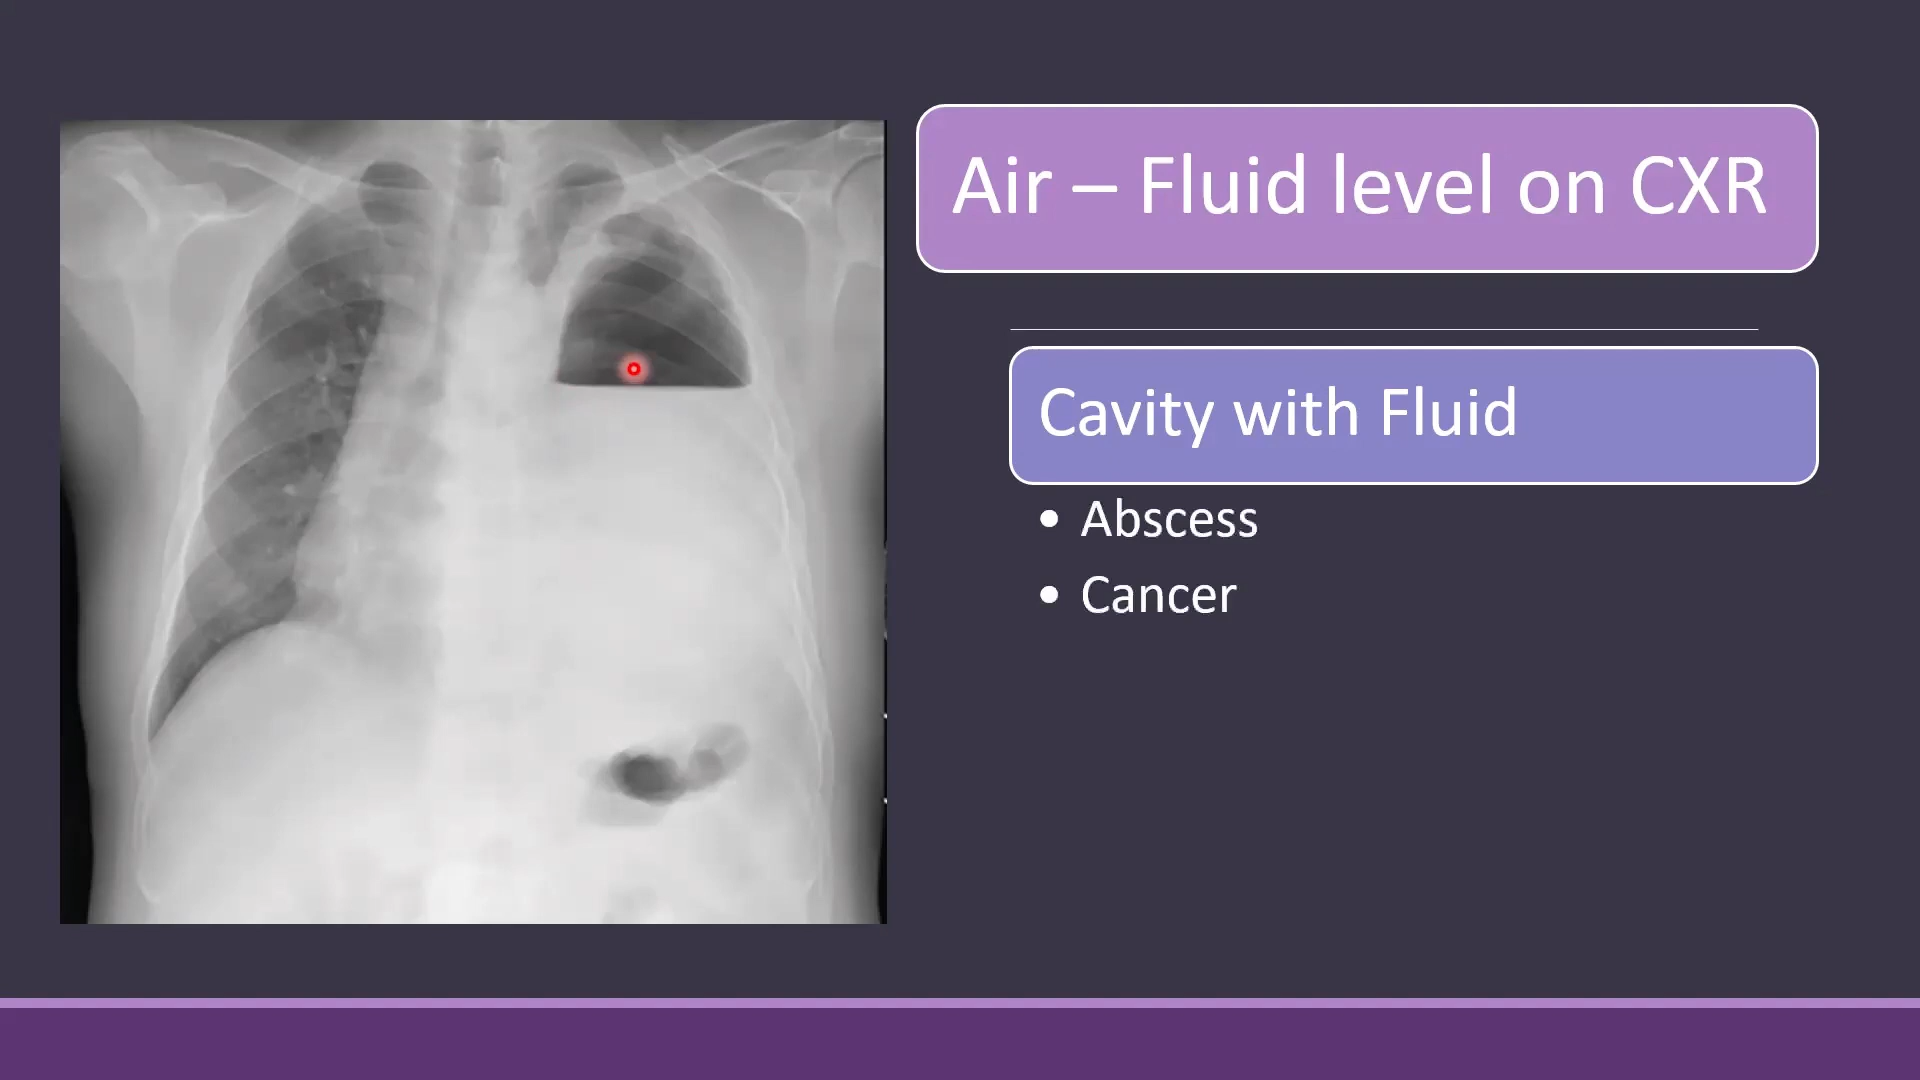 Air – Fluid level on CXR
Cavity with Fluid
• Abscess
• Cancer